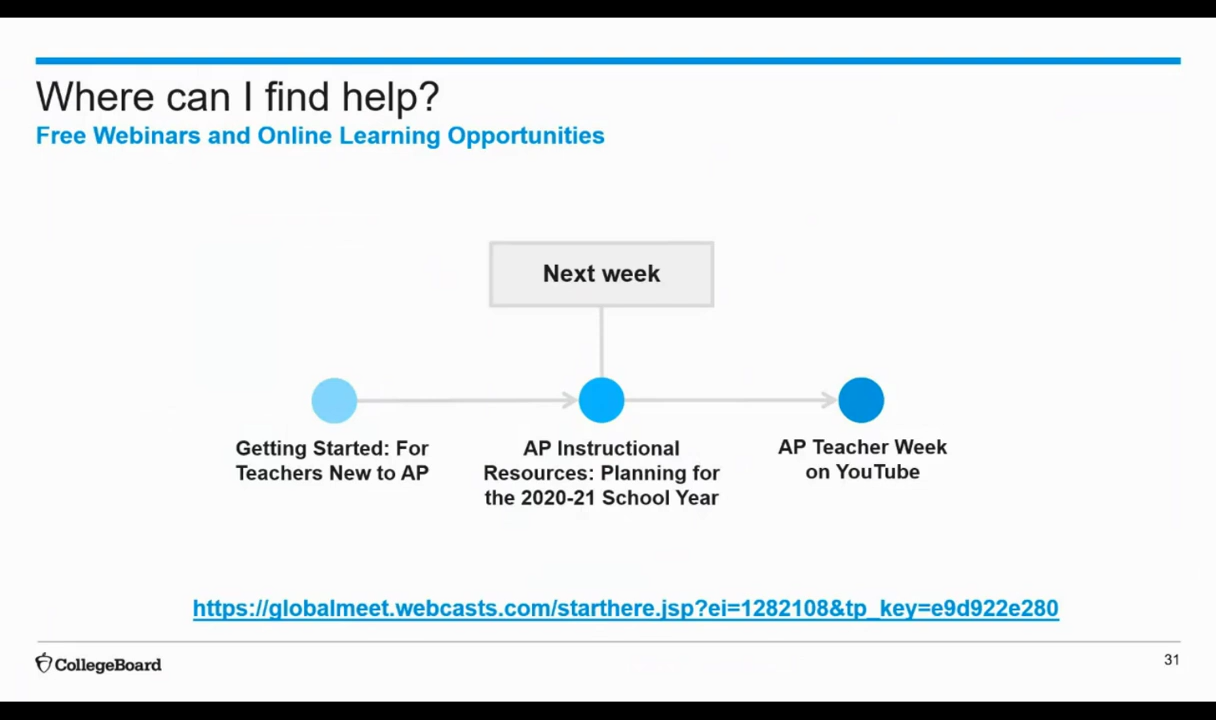 Where can I find help?
Free Webinars and Online Learning Opportunities
Next week
Getting Started: For
Teachers New to AP
AP Instructional
Resources: Planning for
the 2020-21 School Year
AP Teacher Week
on YouTube
https://globalmeet.webcasts.com/starthere.jsp?ei=1282108&tp_key=e9d922e280
CollegeBoard
31